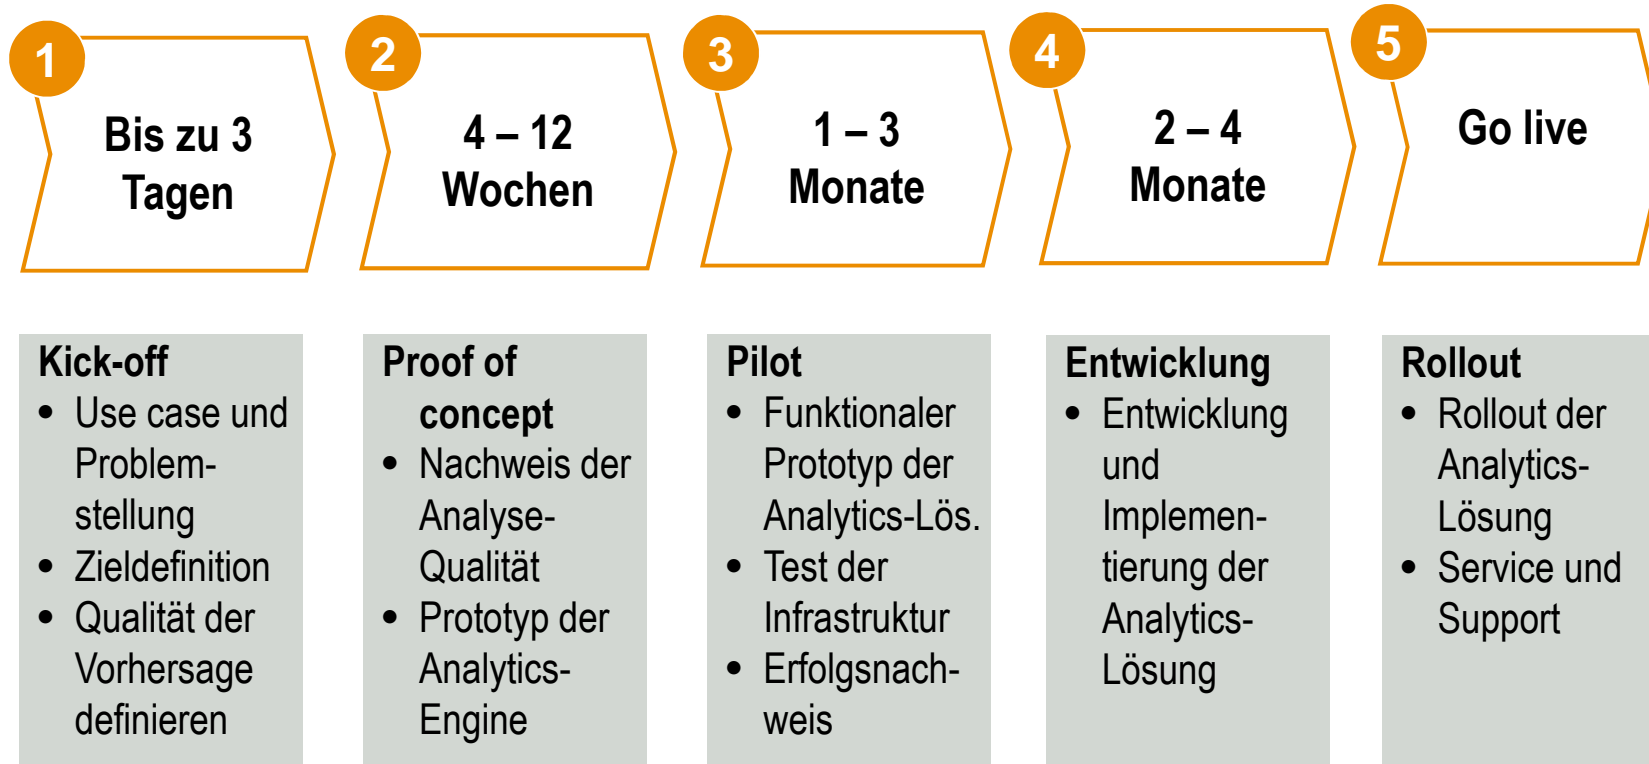 1
Bis zu 3
Tagen
2
4 – 12
Wochen
3
1 – 3
Monate
4
2 – 4
Monate
5
Go live
Kick-off
• Use case und
Problem-
stellung
• Zieldefinition
• Qualität der
Vorhersage
definieren
Proof of
concept
• Nachweis der
Analyse-
Qualität
• Prototyp der
Analytics-
Engine
Pilot
• Funktionaler
Prototyp der
Analytics-Lös.
• Test der
Infrastruktur
• Erfolgsnach-
weis
Entwicklung
• Entwicklung
und
Implemen-
tierung der
Analytics-
Lösung
Rollout
• Rollout der
Analytics-
Lösung
• Service und
Support